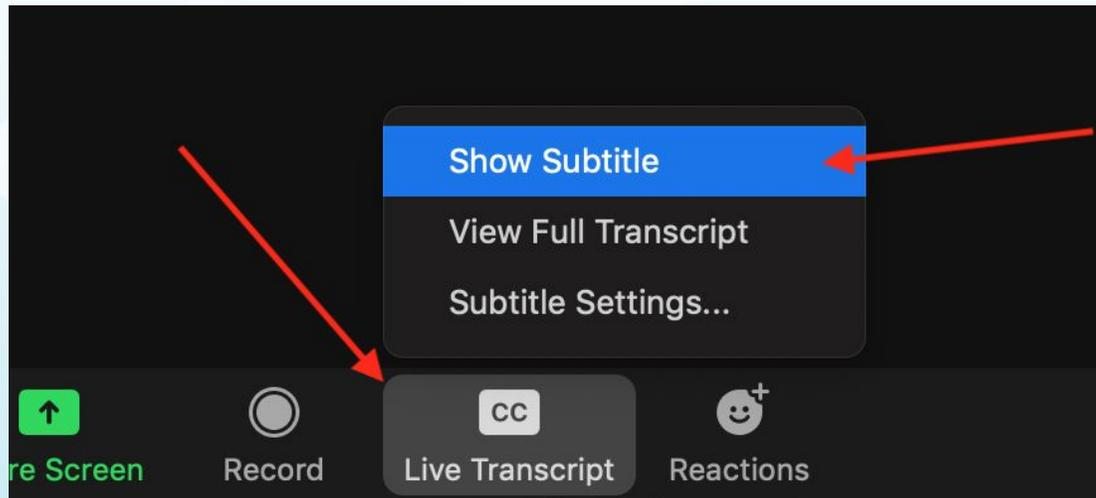 Show Subtitle
View Full Transcript
Subtitle Settings...
CC
re Screen
Record
Live Transcript
Reactions